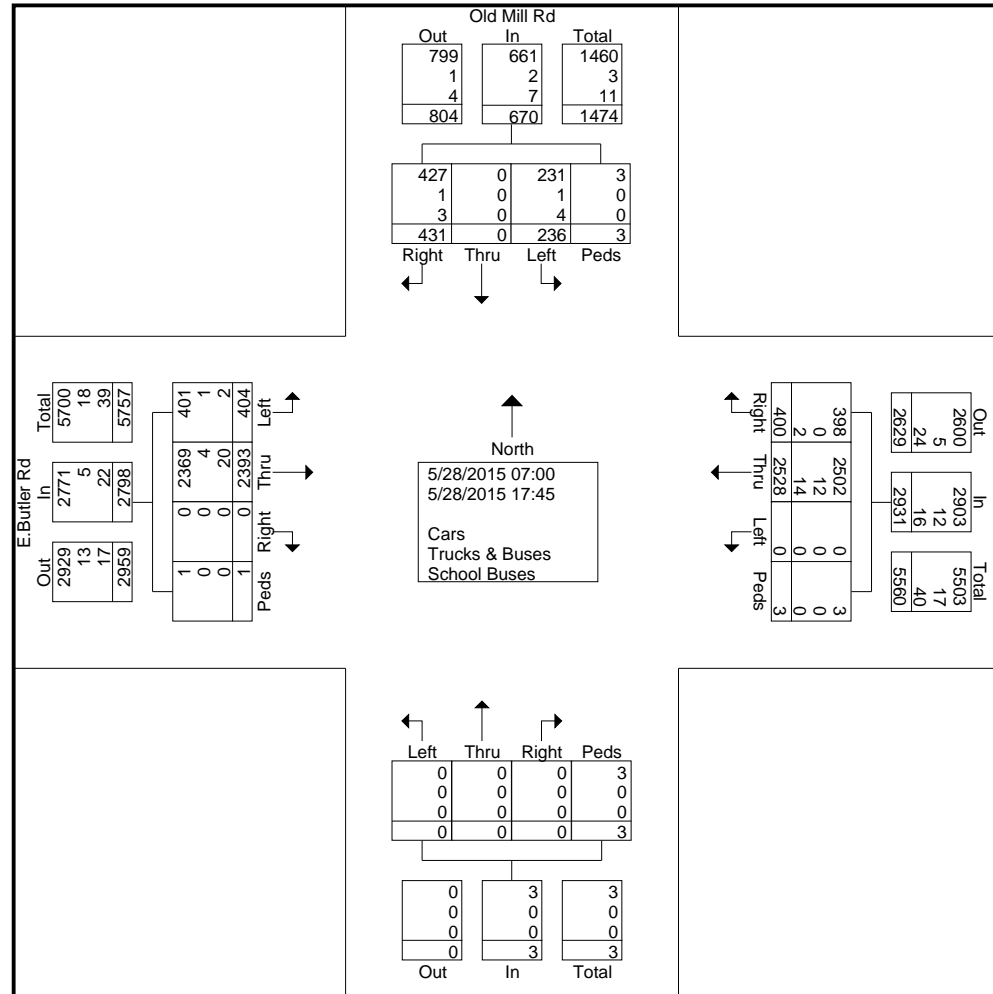 Old Mill Rd
Out In Total
799 661 1460
1 2 3
4 7 11
804 670 1474
427 0 231 3
1 0 1 0
3 0 4 0
431 0 236 3
Right Thru Left Peds
E.Butler Rd
Total In Out
5700 2771 2929
18 5 13
39 22 17
5757 2798 2959
Left Thru Right Peds
401 2369 0 1
1 4 0 0
2 20 0 0
404 2393 0 1
North
5/28/2015 07:00
5/28/2015 17:45
Cars
Trucks & Buses
School Buses
Right Thru Left Peds
398 2502 0 3
0 12 0 0
2 14 0 0
400 2528 0 3
Out In Total
2600 2903 5503
5 12 17
24 16 40
2629 2931 5560
Left Thru Right Peds
0 0 0 3
0 0 0 0
0 0 0 0
0 0 0 3
0 3 3
0 0 0
0 0 0
0 3 3
Out In Total